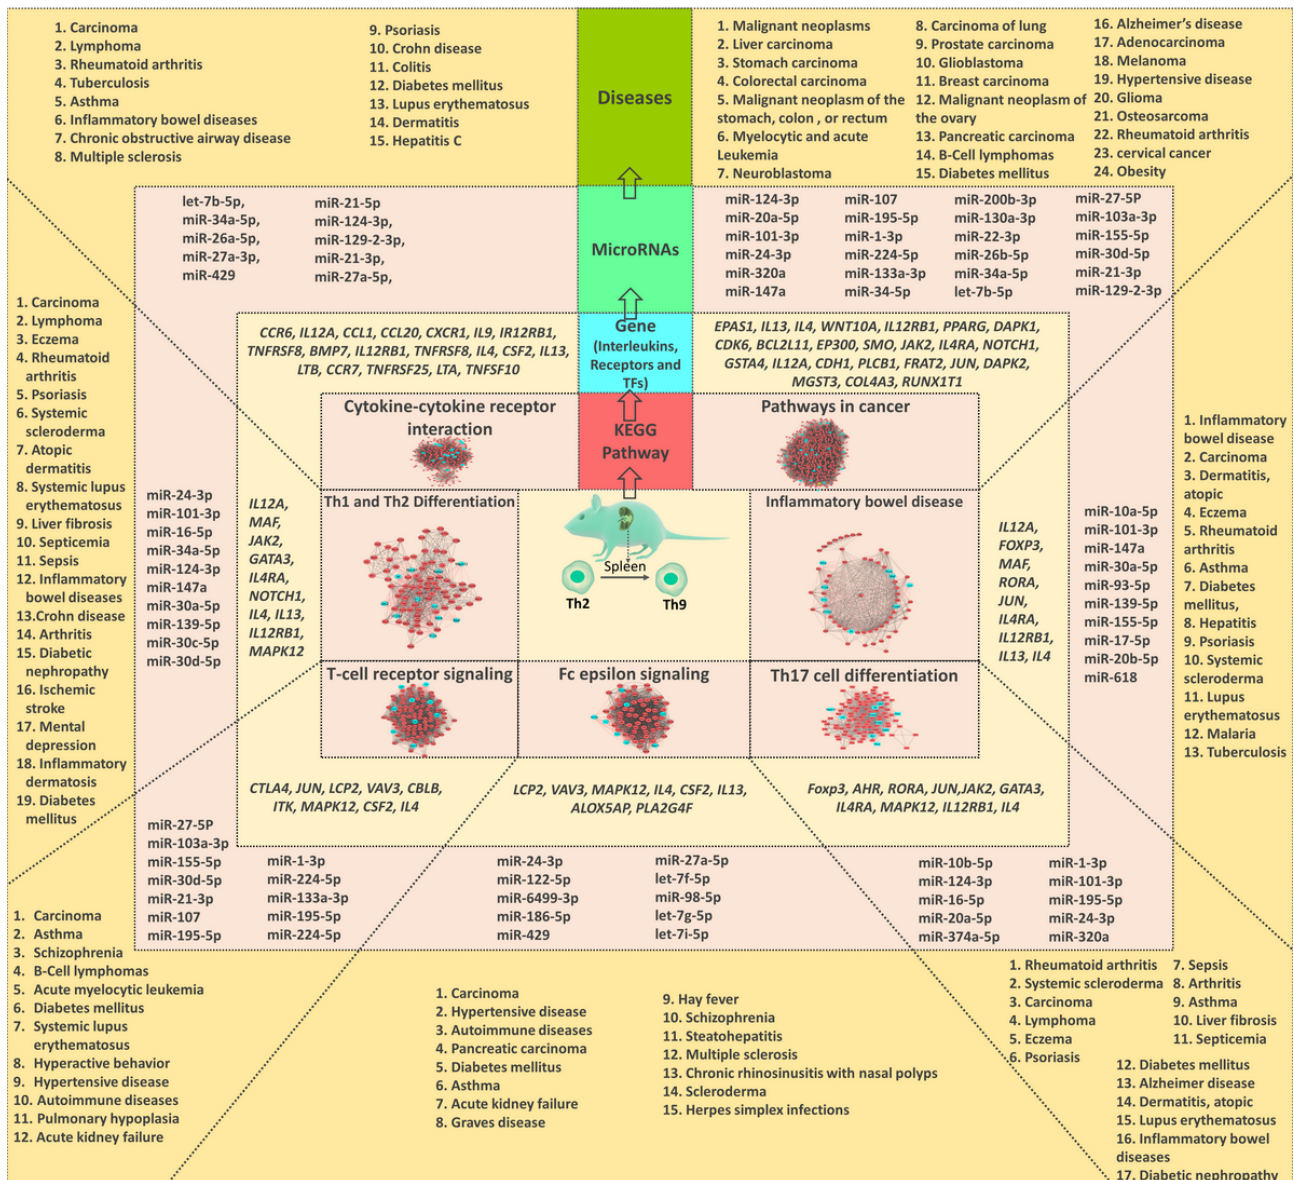 1. Carcinoma
2. Lymphoma
3. Rheumatoid arthritis
4. Tuberculosis
5. Asthma
6. Inflammatory bowel diseases
7. Chronic obstructive airway disease
8. Multiple sclerosis
9. Psoriasis
10. Crohn disease
11. Colitis
12. Diabetes mellitus
13. Lupus erythematosus
14. Dermatitis
15. Hepatitis C
Diseases
1. Malignant neoplasms
2. Liver carcinoma
3. Stomach carcinoma
4. Colorectal carcinoma
5. Malignant neoplasm of the
stomach, colon , or rectum
6. Myelocytic and acute
Leukemia
7. Neuroblastoma
8. Carcinoma of lung
9. Prostate carcinoma
10. Glioblastoma
11. Breast carcinoma
12. Malignant neoplasm of
the ovary
13. Pancreatic carcinoma
14. B-Cell lymphomas
15. Diabetes mellitus
16. Alzheimer's disease
17. Adenocarcinoma
18. Melanoma
19. Hypertensive disease
20. Glioma
21. Osteosarcoma
22. Rheumatoid arthritis
23. cervical cancer
24. Obesity
let-7b-5p,
miR-34a-5p,
miR-26a-5p,
miR-27a-3p,
miR-429
miR-21-5p
miR-124-3p,
miR-129-2-3p,
miR-21-3p,
miR-27a-5p,
MicroRNAs
miR-124-3p
miR-20a-5p
miR-101-3p
miR-24-3p
miR-320a
miR-147a
miR-107
miR-195-5p
miR-1-3p
miR-224-5p
miR-133a-3p
miR-34-5p
miR-200b-3p
miR-130a-3p
miR-22-3p
miR-26b-5p
miR-34a-5p
let-7b-5p
miR-27-5P
miR-103a-3p
miR-155-5p
miR-30d-5p
miR-21-3p
miR-129-2-3p
CCR6, IL12A, CCL1, CCL20, CXCR1, IL9, IR12RB1,
TNFRSF8, BMP7, IL12RB1, TNFRSF8, IL4, CSF2, IL13,
LTB, CCR7, TNFRSF25, LTA, TNFSF10
Gene
(Interleukins,
Receptors and
TFs)
EPAS1, IL13, IL4, WNT10A, IL12RB1, PPARG, DAPK1,
CDK6, BCL2L11, EP300, SMO, JAK2, IL4RA, NOTCH1,
GSTA4, IL12A, CDH1, PLCB1, FRAT2, JUN, DAPK2,
MGST3, COL4A3, RUNX1T1
Cytokine-cytokine receptor
interaction
KEGG
Pathway
Pathways in cancer
1. Carcinoma
2. Lymphoma
3. Eczema
4. Rheumatoid
arthritis
5. Psoriasis
6. Systemic
scleroderma
7. Atopic
dermatitis
8. Systemic lupus
erythematosus
9. Liver fibrosis
10. Septicemia
11. Sepsis
12. Inflammatory
bowel diseases
13.Crohn disease
14. Arthritis
15. Diabetic
nephropathy
16. Ischemic
stroke
17. Mental
depression
18. Inflammatory
dermatosis
19. Diabetes
mellitus
miR-24-3p
miR-101-3p
miR-16-5p
miR-34a-5p
miR-124-3p
miR-147a
miR-30a-5p
miR-139-5p
miR-30c-5p
miR-30d-5p
IL12A,
MAF,
JAK2,
GATA3,
IL4RA,
NOTCH1,
IL4, IL13,
IL12RB1,
MAPK12
Th1 and Th2 Differentiation
Spleen
Th2
Th9
Inflammatory bowel disease
IL12A,
FOXP3,
MAF,
RORA,
JUN,
IL4RA,
IL12RB1,
IL13, IL4
miR-10a-5p
miR-101-3p
miR-147a
miR-30a-5p
miR-93-5p
miR-139-5p
miR-155-5p
miR-17-5p
miR-20b-5p
miR-618
1. Inflammatory
bowel disease
2. Carcinoma
3. Dermatitis,
atopic
4. Eczema
5. Rheumatoid
arthritis
6. Asthma
7. Diabetes
mellitus,
8. Hepatitis
9. Psoriasis
10. Systemic
scleroderma
11. Lupus
erythematosus
12. Malaria
13. Tuberculosis
T-cell receptor signaling
Fc epsilon signaling
Th17 cell differentiation
CTLA4, JUN, LCP2, VAV3, CBLB,
ITK, MAPK12, CSF2, IL4
LCP2, VAV3, MAPK12, IL4, CSF2, IL13,
ALOX5AP, PLA2G4F
Foxp3, AHR, RORA, JUN,JAK2, GATA3,
IL4RA, MAPK12, IL12RB1, IL4
miR-27-5P
miR-103a-3p
miR-155-5p
miR-30d-5p
miR-21-3p
miR-107
miR-195-5p
miR-1-3p
miR-224-5p
miR-133a-3p
miR-195-5p
miR-224-5p
miR-24-3p
miR-122-5p
miR-6499-3p
miR-186-5p
miR-429
miR-27a-5p
let-7f-5p
miR-98-5p
let-7g-5p
let-7i-5p
miR-10b-5p
miR-124-3p
miR-16-5p
miR-20a-5p
miR-374a-5p
miR-1-3p
miR-101-3p
miR-195-5p
miR-24-3p
miR-320a
1. Carcinoma
2. Asthma
3. Schizophrenia
4. B-Cell lymphomas
5. Acute myelocytic leukemia
6. Diabetes mellitus
7. Systemic lupus
erythematosus
8. Hyperactive behavior
9. Hypertensive disease
10. Autoimmune diseases
11. Pulmonary hypoplasia
12. Acute kidney failure
1. Carcinoma
2. Hypertensive disease
3. Autoimmune diseases
4. Pancreatic carcinoma
5. Diabetes mellitus
6. Asthma
7. Acute kidney failure
8. Graves disease
9. Hay fever
10. Schizophrenia
11. Steatohepatitis
12. Multiple sclerosis
13. Chronic rhinosinusitis with nasal polyps
14. Scleroderma
15. Herpes simplex infections
1. Rheumatoid arthritis
2. Systemic scleroderma
3. Carcinoma
4. Lymphoma
5. Eczema
6. Psoriasis
7. Sepsis
8. Arthritis
9. Asthma
10. Liver fibrosis
11. Septicemia
12. Diabetes mellitus
13. Alzheimer disease
14. Dermatitis, atopic
15. Lupus erythematosus
16. Inflammatory bowel
diseases
17. Diabetic nephropathy